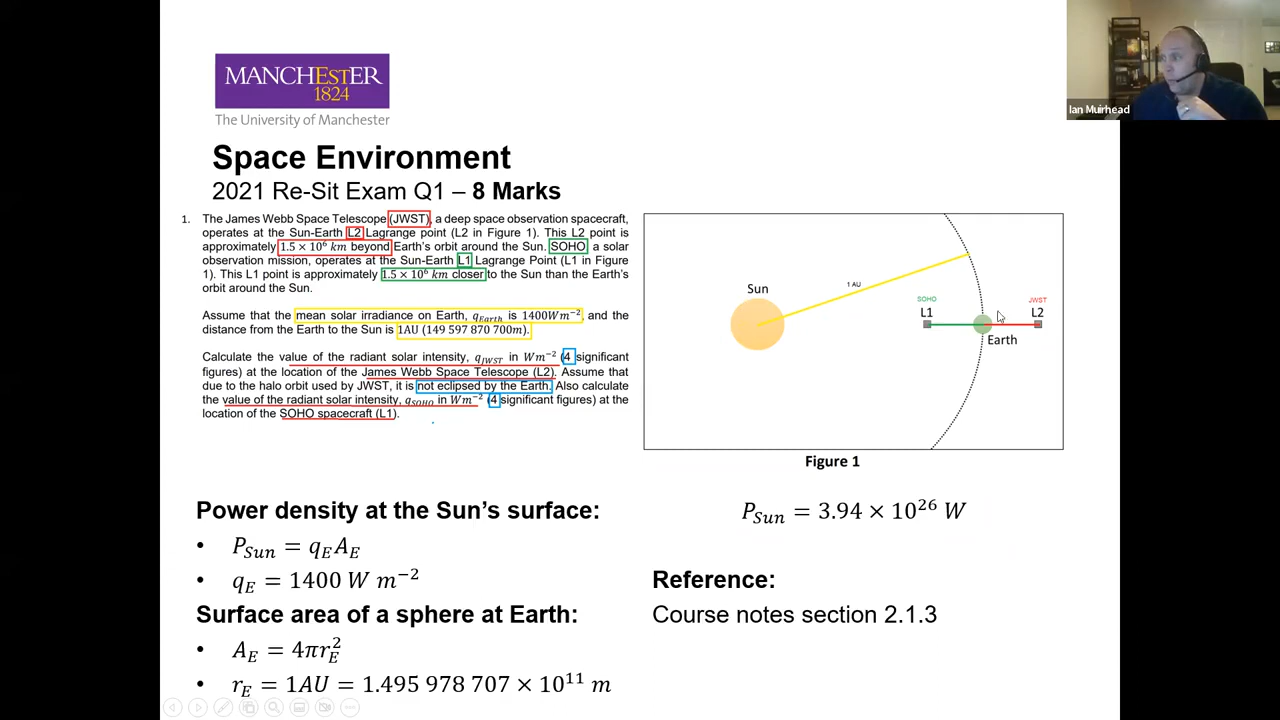 MANCHESTER
1824
The University of Manchester
Ian Muirhead
Space Environment
2021 Re-Sit Exam Q1 – 8 Marks
1. The James Webb Space Telescope (JWST), a deep space observation spacecraft,
operates at the Sun-Earth L2 Lagrange point (L2 in Figure 1). This L2 point is
approximately 1.5 × 10⁶ km beyond Earth's orbit around the Sun. SOHO a solar
observation mission, operates at the Sun-Earth L1 Lagrange Point (L1 in Figure
1). This L1 point is approximately 1.5 × 10⁶ km closer to the Sun than the Earth's
orbit around the Sun.
Assume that the mean solar irradiance on Earth, q_Earth is 1400Wm⁻², and the
distance from the Earth to the Sun is 1AU (149 597 870 700m).
Calculate the value of the radiant solar intensity, q_JWST in Wm⁻² (4 significant
figures) at the location of the James Webb Space Telescope (L2). Assume that
due to the halo orbit used by JWST, it is not eclipsed by the Earth. Also calculate
the value of the radiant solar intensity, q_SOHO in Wm⁻² (4 significant figures) at the
location of the SOHO spacecraft (L1).
Sun
1 AU
SOHO
L1
JWST
L2
Earth
Figure 1
Power density at the Sun's surface:
• P_Sun = q_E A_E
• q_E = 1400 W m⁻²
Surface area of a sphere at Earth:
• A_E = 4πr_E²
• r_E = 1AU = 1.495 978 707 × 10¹¹ m
P_Sun = 3.94 × 10²⁶ W
Reference:
Course notes section 2.1.3